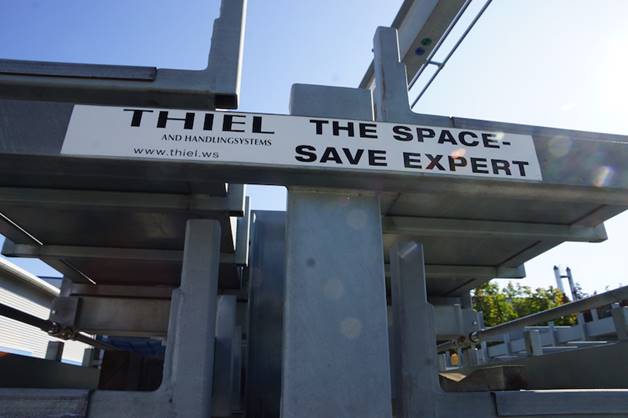 THIEL
AND HANDLINGSYSTEMS
www.thiel.ws
THE SPACE-
SAVE EXPERT